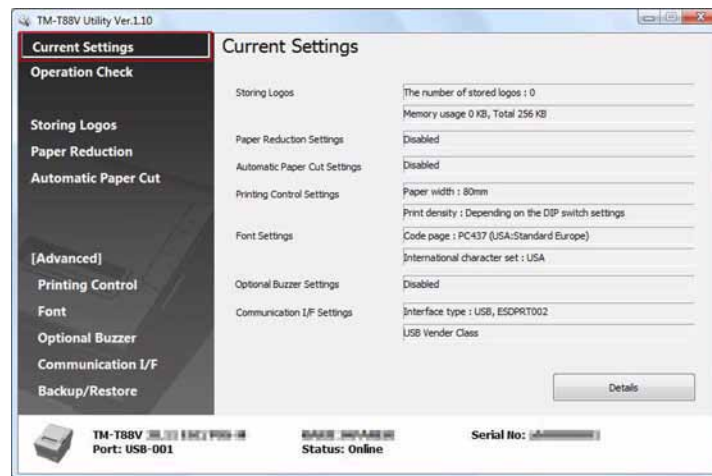 TM-T88V Utility Ver.1.10
Current Settings
Operation Check
Storing Logos
Paper Reduction
Automatic Paper Cut
[Advanced]
Printing Control
Font
Optional Buzzer
Communication I/F
Backup/Restore
Current Settings
Storing Logos
The number of stored logos : 0
Memory usage 0 KB, Total 256 KB
Paper Reduction Settings
Disabled
Automatic Paper Cut Settings
Disabled
Printing Control Settings
Paper width : 80mm
Print density : Depending on the DIP switch settings
Font Settings
Code page : PC437 (USA:Standard Europe)
International character set : USA
Optional Buzzer Settings
Disabled
Communication I/F Settings
Interface type : USB, ESDPRT002
USB Vender Class
Details
TM-T88V
Port: USB-001
Status: Online
Serial No: